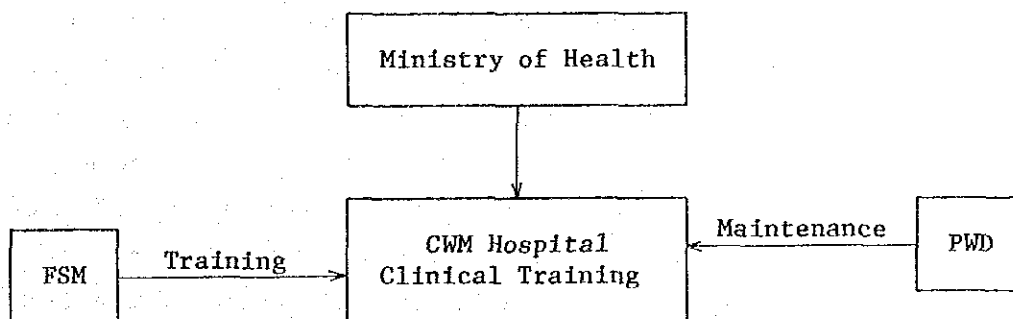 Ministry of Health
CWM Hospital
Clinical Training
FSM
Training
Maintenance
PWD